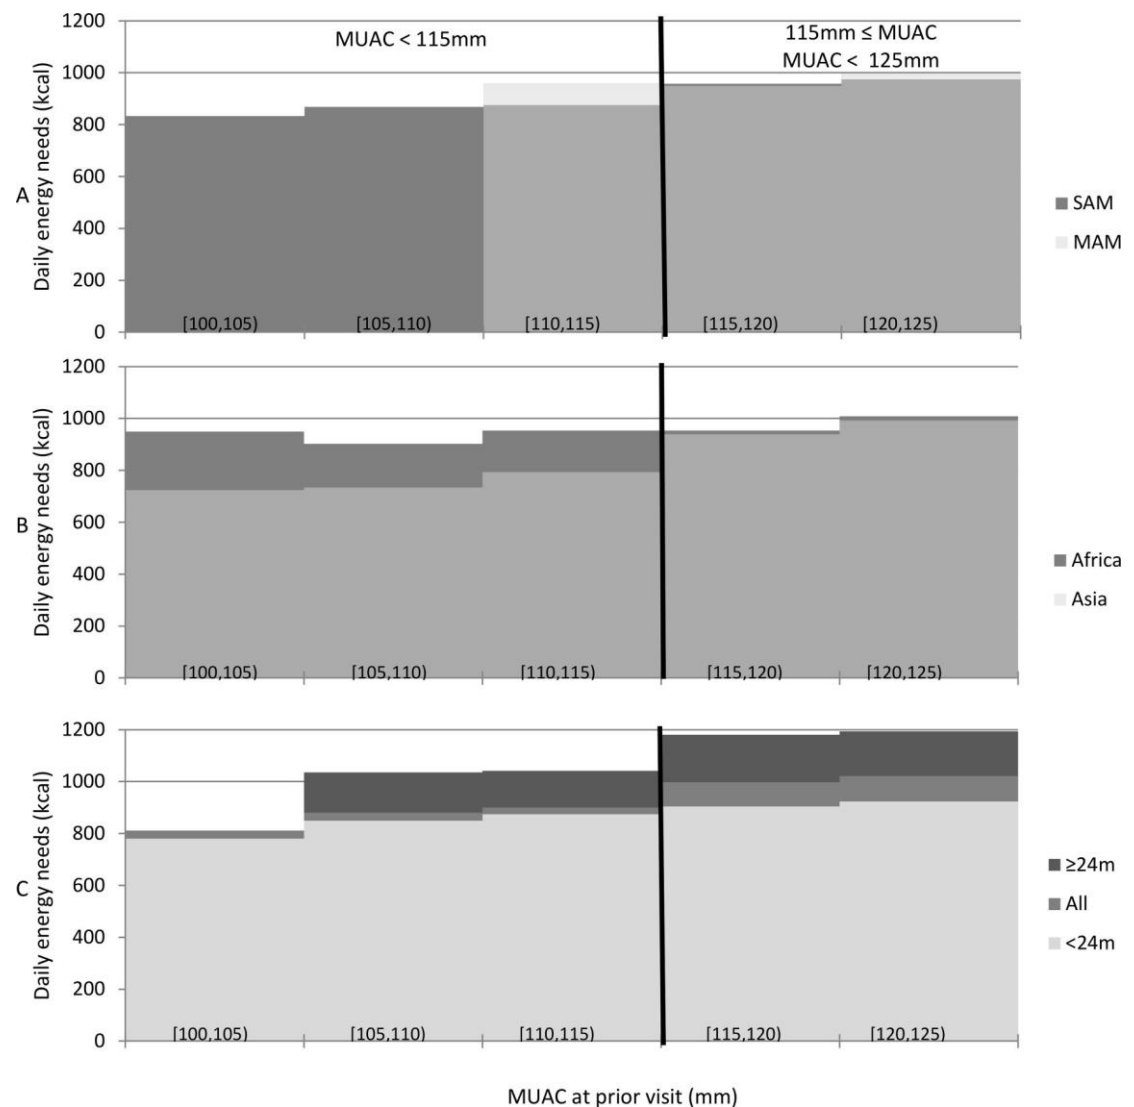 1200
1000
800
600
400
200
0
A
Daily energy needs (kcal)
MUAC < 115mm
115mm ≤ MUAC
MUAC < 125mm
[100,105)
[105,110)
[110,115)
[115,120)
[120,125)
SAM
MAM
1200
1000
800
600
400
200
0
B
Daily energy needs (kcal)
[100,105)
[105,110)
[110,115)
[115,120)
[120,125)
Africa
Asia
1200
1000
800
600
400
200
0
C
Daily energy needs (kcal)
[100,105)
[105,110)
[110,115)
[115,120)
[120,125)
≥24m
All
<24m
MUAC at prior visit (mm)